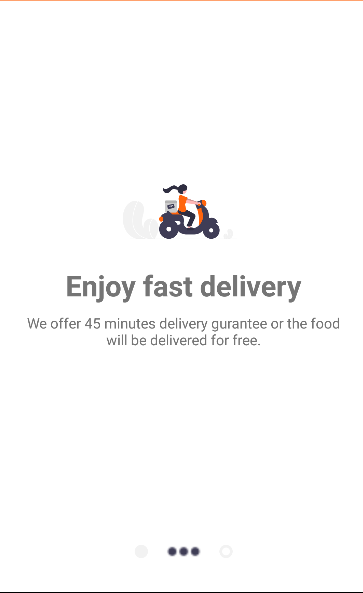 Enjoy fast delivery
We offer 45 minutes delivery gurantee or the food
will be delivered for free.